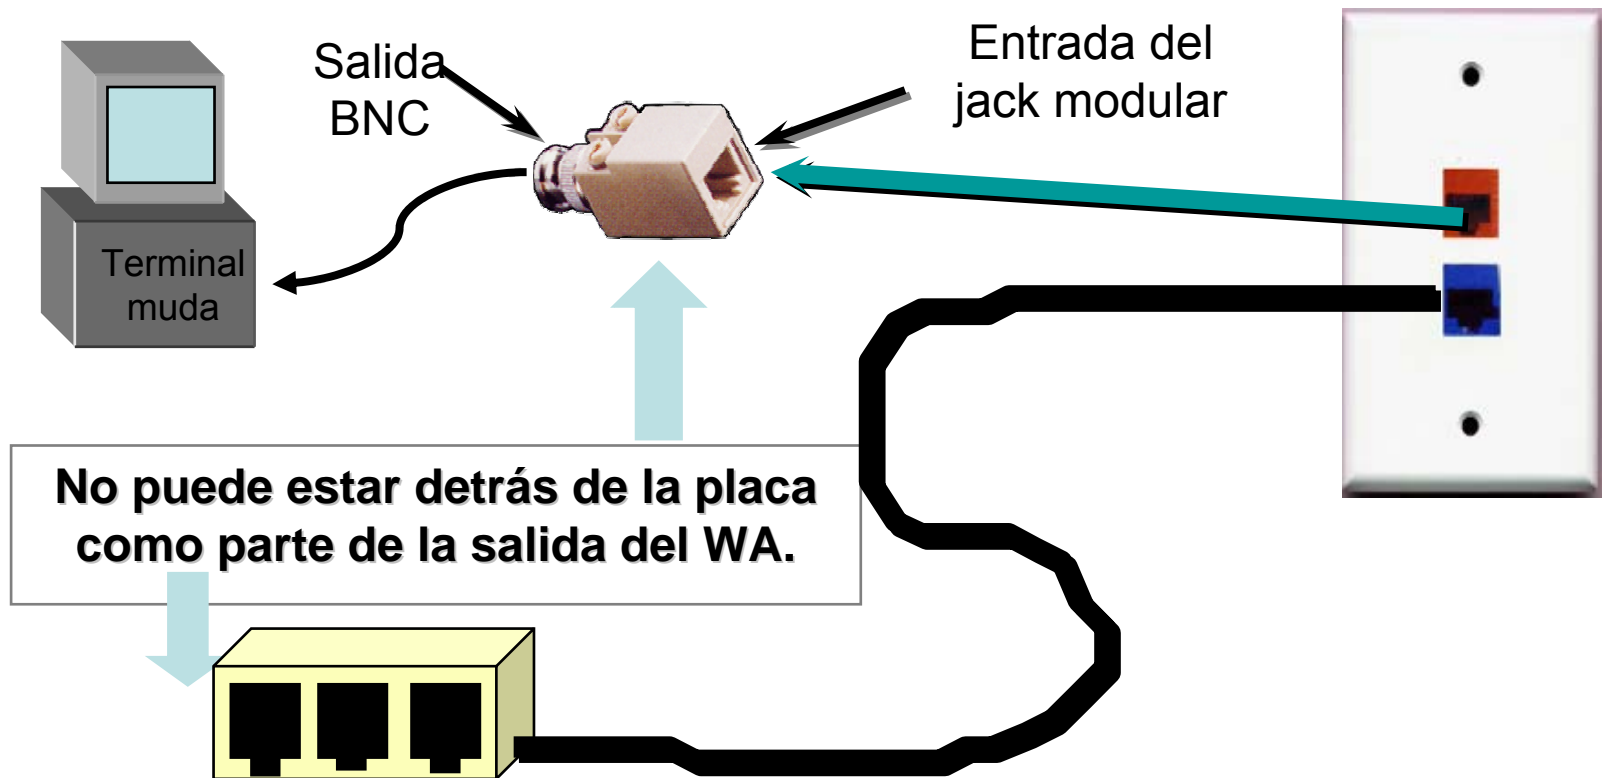 Salida
BNC
Entrada del
jack modular
Terminal
muda
No puede estar detrás de la placa
como parte de la salida del WA.